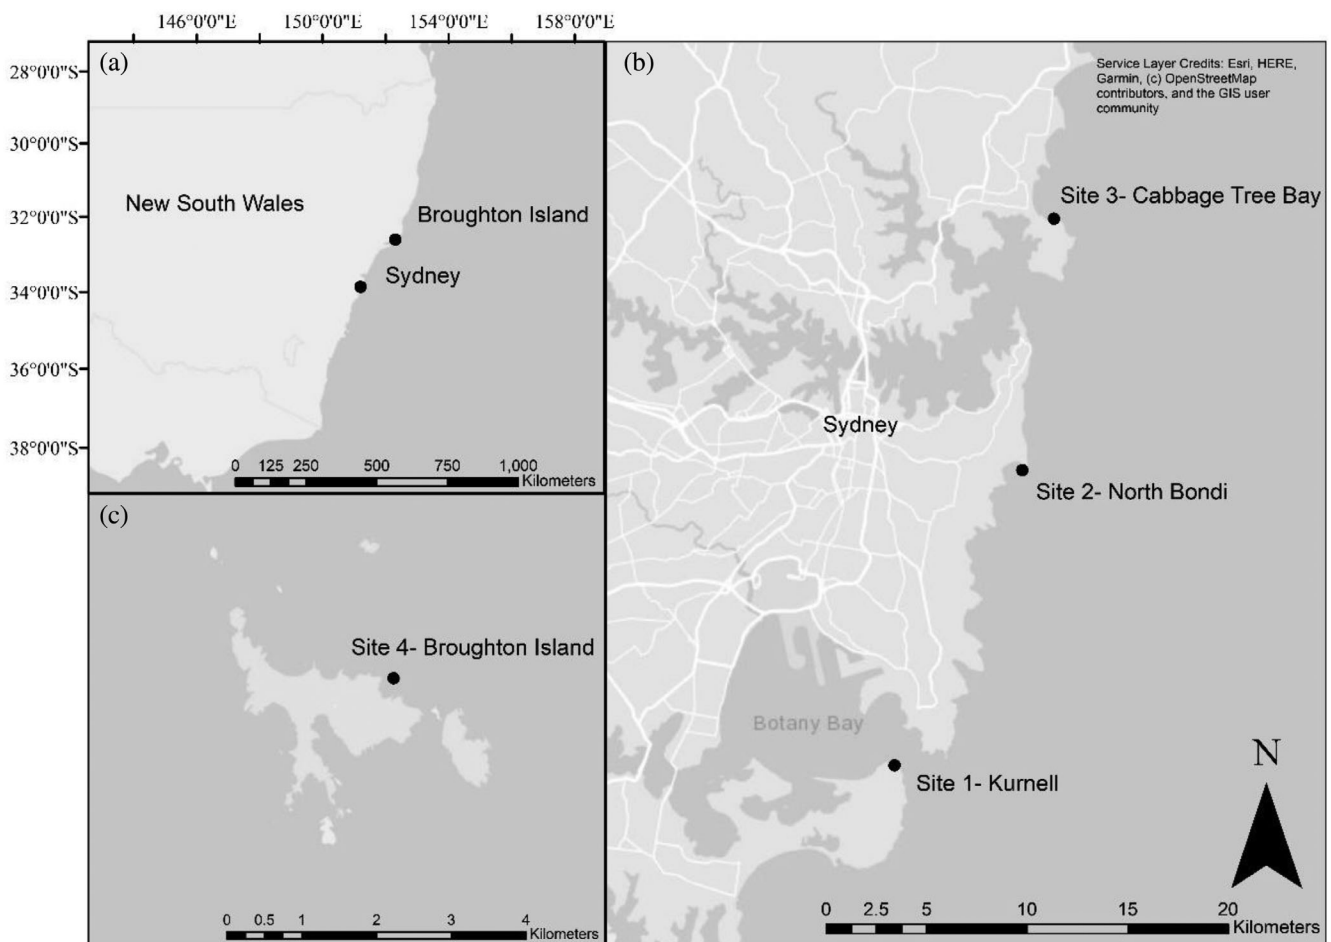 146°0'0"E 150°0'0"E 154°0'0"E 158°0'0"E
(a)
28°0'0"S
30°0'0"S
32°0'0"S
34°0'0"S
36°0'0"S
38°0'0"S
New South Wales
Broughton Island
Sydney
0 125 250 500 750 1,000
Kilometers
(b)
Service Layer Credits: Esri, HERE,
Garmin, (c) OpenStreetMap
contributors, and the GIS user
community
Site 3- Cabbage Tree Bay
Sydney
Site 2- North Bondi
Botany Bay
Site 1- Kurnell
N
0 2.5 5 10 15 20
Kilometers
(c)
Site 4- Broughton Island
0 0.5 1 2 3 4
Kilometers